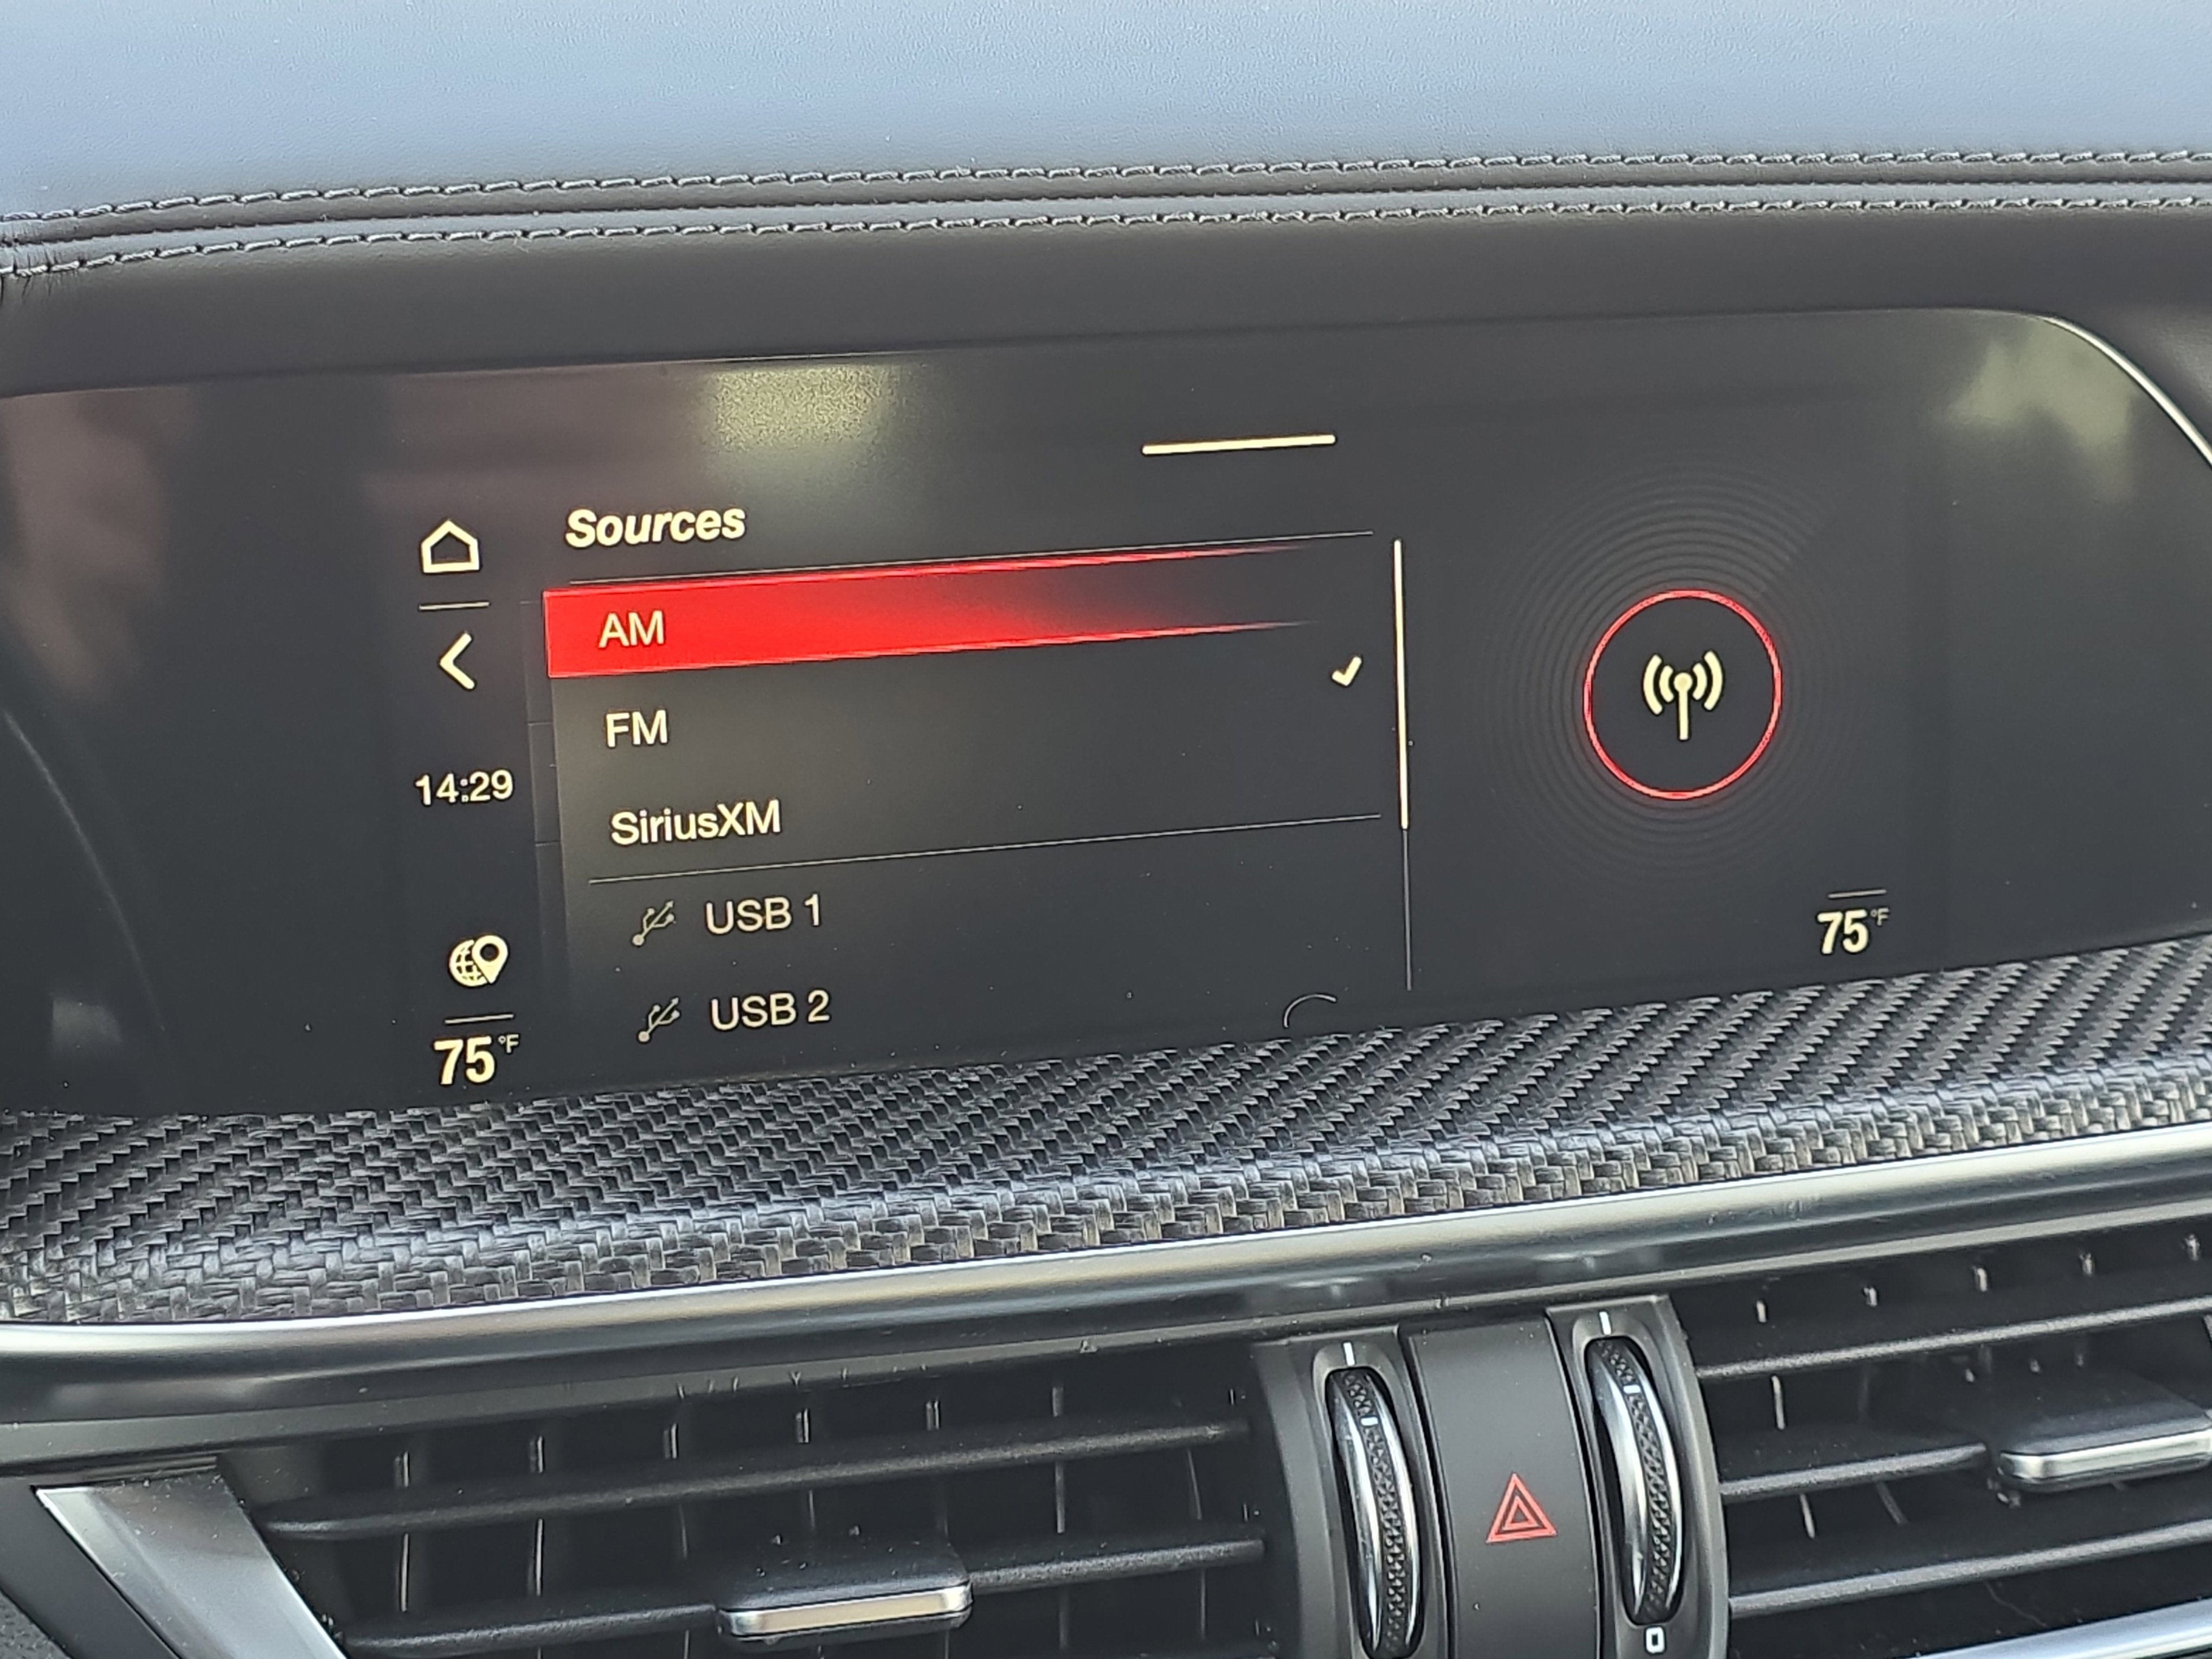 Sources
AM
FM
SiriusXM
USB 1
USB 2
14:29
75°F
75°F